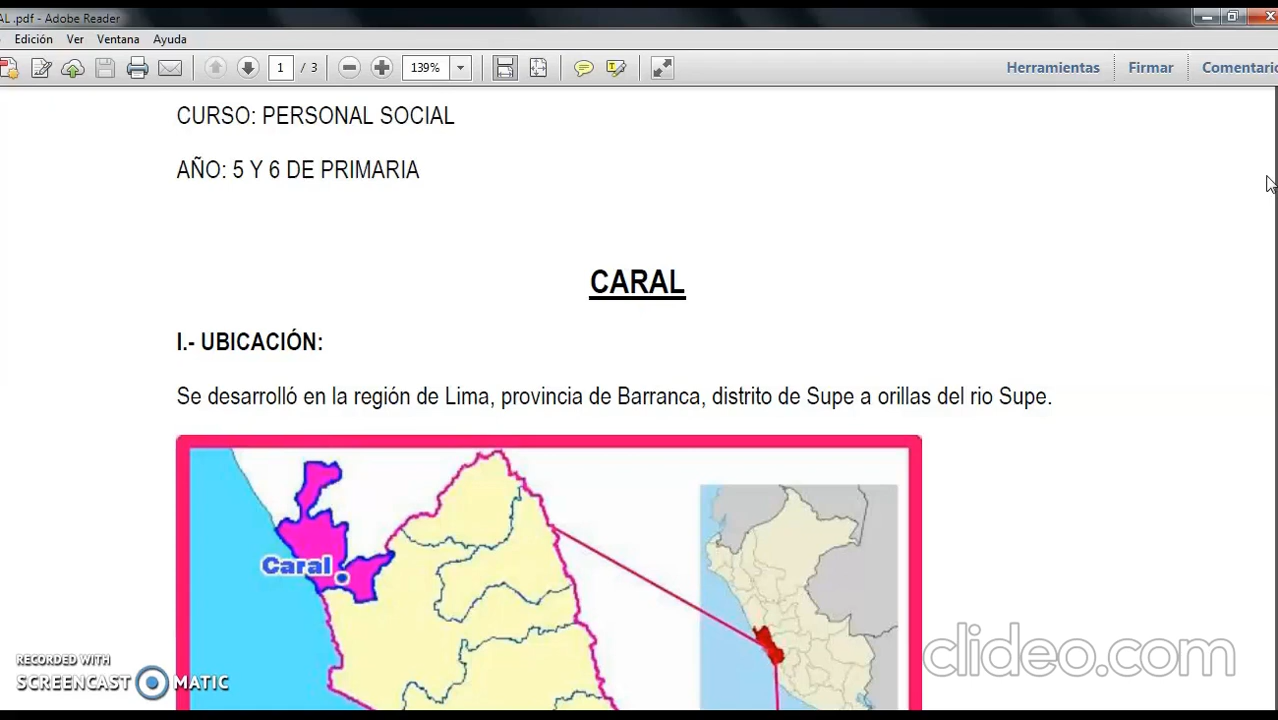 AL .pdf - Adobe Reader
Edición Ver Ventana Ayuda
1 / 3 139% Herramientas Firmar Comentario
CURSO: PERSONAL SOCIAL
AÑO: 5 Y 6 DE PRIMARIA
CARAL
I.- UBICACIÓN:
Se desarrolló en la región de Lima, provincia de Barranca, distrito de Supe a orillas del rio Supe.
Caral
clideo.com
RECORDED WITH
SCREENCAST MATIC